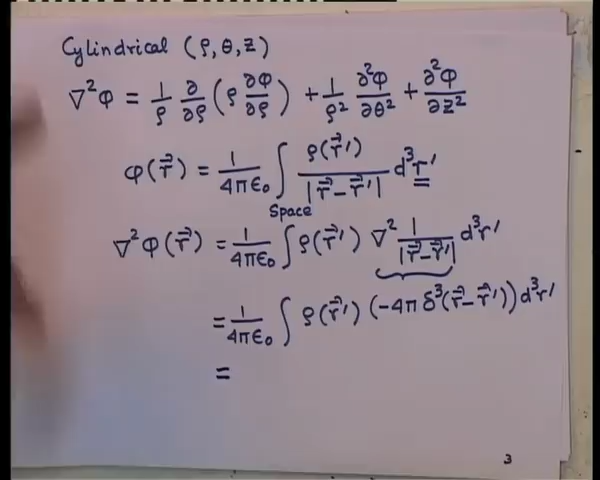 Cylindrical (ρ, θ, z)
∇²φ = 1/ρ ∂/∂ρ (ρ ∂φ/∂ρ) + 1/ρ² ∂²φ/∂θ² + ∂²φ/∂z²
φ(r⃗) = 1/4πϵ₀ ∫ ρ(r⃗′)/|r⃗−r⃗′| d³r′
Space
∇²φ(r⃗) = 1/4πϵ₀ ∫ ρ(r⃗′) ∇² 1/|r⃗−r⃗′| d³r′
= 1/4πϵ₀ ∫ ρ(r⃗′) (−4π δ³(r⃗−r⃗′)) d³r′
=
3